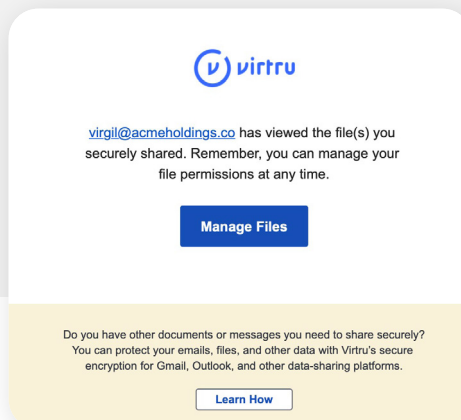 virtru
virgil@acmeholdings.co has viewed the file(s) you
securely shared. Remember, you can manage your
file permissions at any time.
Manage Files
Do you have other documents or messages you need to share securely?
You can protect your emails, files, and other data with Virtru's secure
encryption for Gmail, Outlook, and other data-sharing platforms.
Learn How